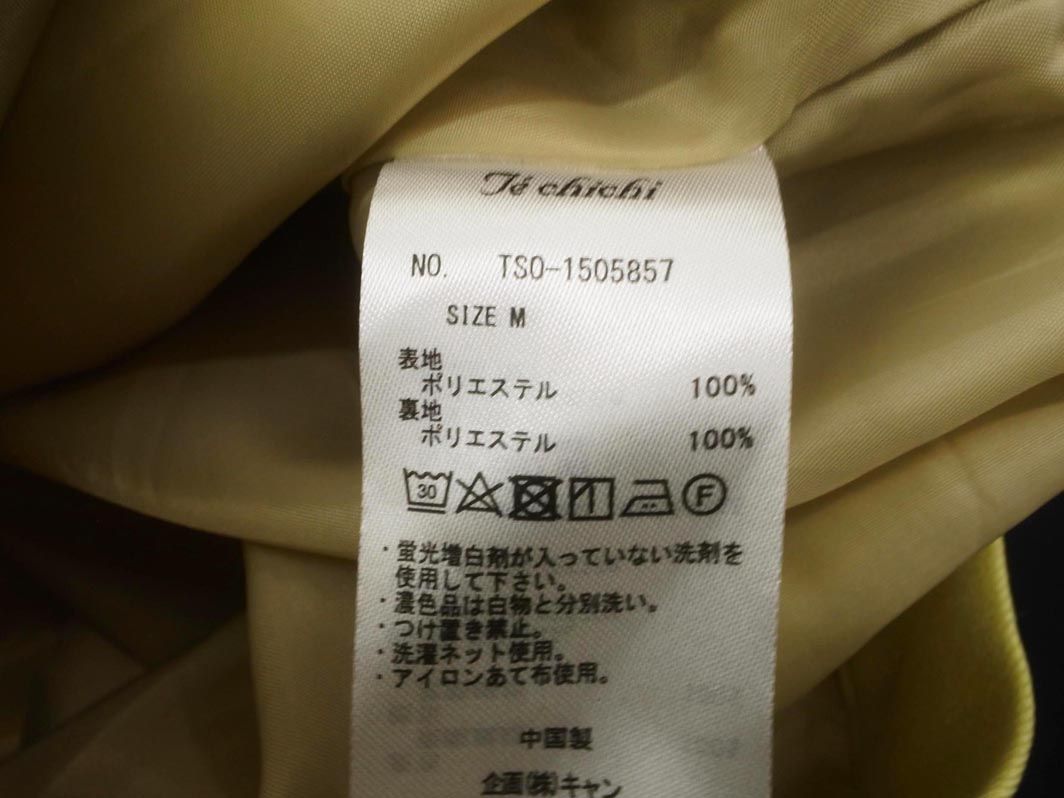 Té chichi
NO. TSO-1505857
SIZE M
表地
ポリエステル 100%
裏地
ポリエステル 100%
30 F
・蛍光増白剤が入っていない洗剤を
使用して下さい。
・濃色品は白物と分別洗い。
・つけ置き禁止。
・洗濯ネット使用。
・アイロンあて布使用。
中国製
企画(株)キャン